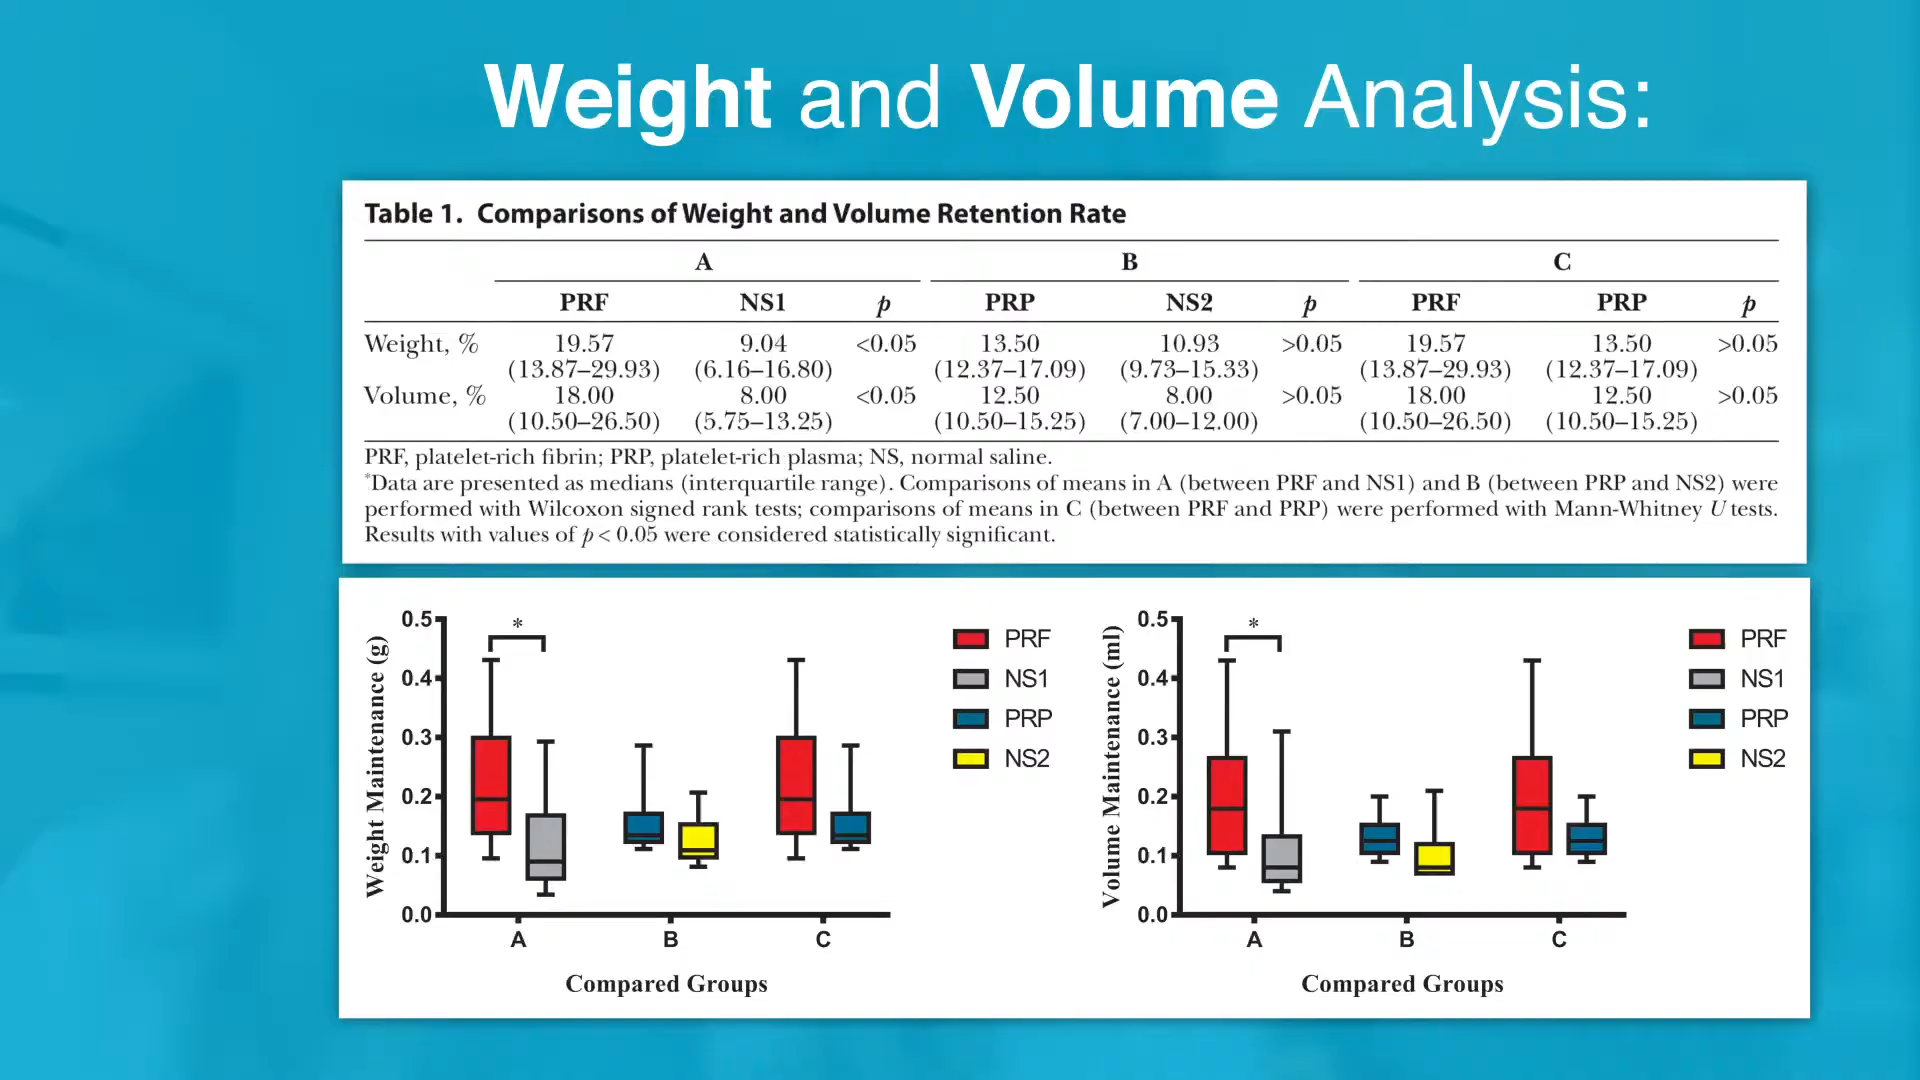 Weight and Volume Analysis:
Table 1. Comparisons of Weight and Volume Retention Rate
A B C
PRF NS1 p PRP NS2 p PRF PRP p
Weight, % 19.57 9.04 <0.05 13.50 10.93 >0.05 19.57 13.50 >0.05
(13.87–29.93) (6.16–16.80) (12.37–17.09) (9.73–15.33) (13.87–29.93) (12.37–17.09)
Volume, % 18.00 8.00 <0.05 12.50 8.00 >0.05 18.00 12.50 >0.05
(10.50–26.50) (5.75–13.25) (10.50–15.25) (7.00–12.00) (10.50–26.50) (10.50–15.25)
PRF, platelet-rich fibrin; PRP, platelet-rich plasma; NS, normal saline.
*Data are presented as medians (interquartile range). Comparisons of means in A (between PRF and NS1) and B (between PRP and NS2) were
performed with Wilcoxon signed rank tests; comparisons of means in C (between PRF and PRP) were performed with Mann-Whitney U tests.
Results with values of p < 0.05 were considered statistically significant.
Weight Maintenance (g)
0.5
0.4
0.3
0.2
0.1
0.0
*
A B C
Compared Groups
PRF
NS1
PRP
NS2
Volume Maintenance (ml)
0.5
0.4
0.3
0.2
0.1
0.0
*
A B C
Compared Groups
PRF
NS1
PRP
NS2